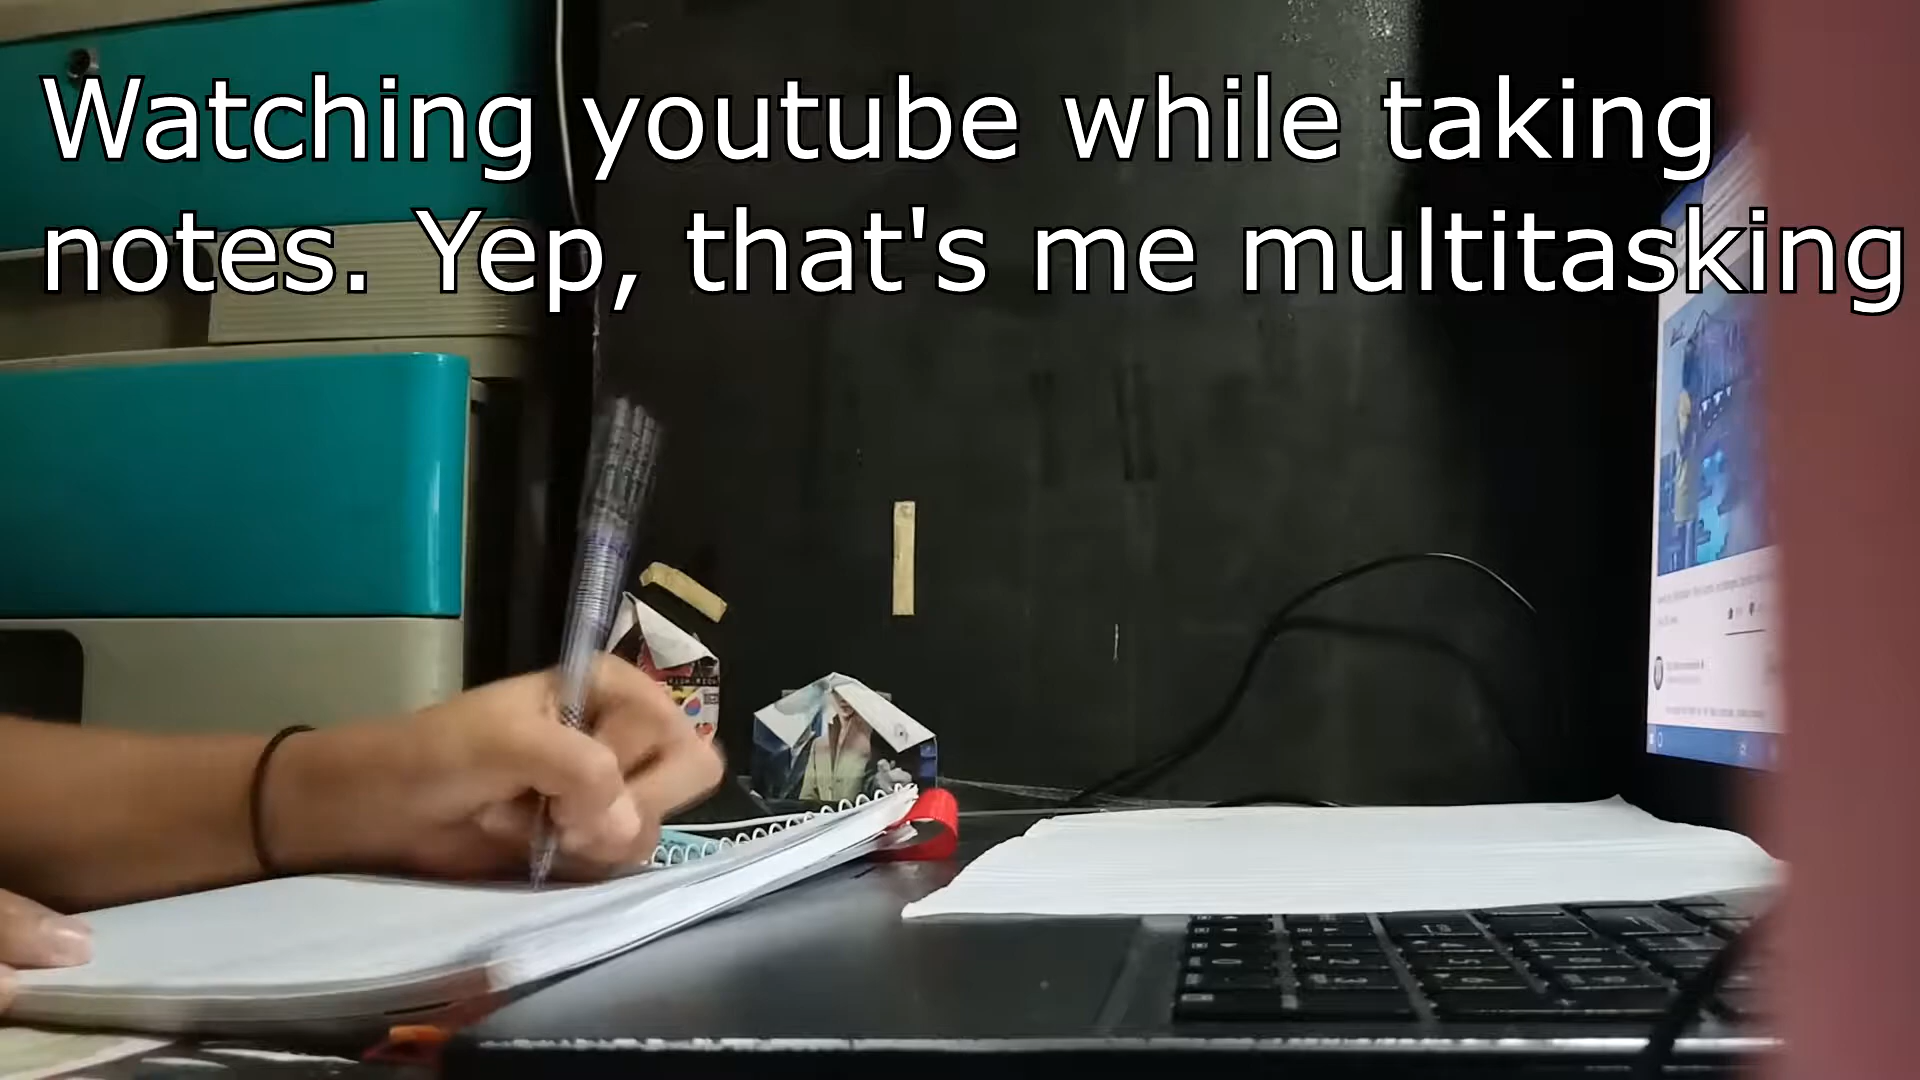 Watching youtube while taking
notes. Yep, that's me multitasking